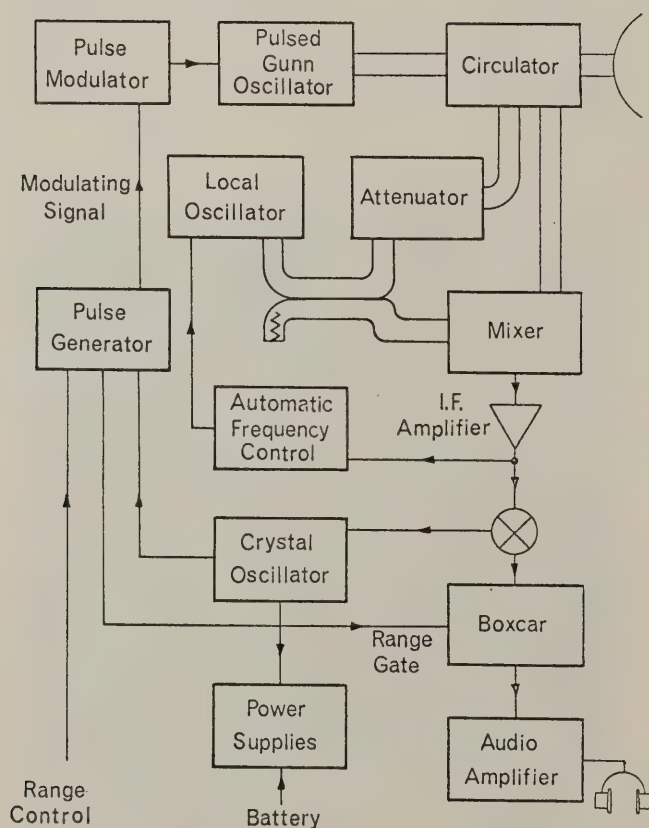 Pulse
Modulator
Pulsed
Gunn
Oscillator
Circulator
Modulating
Signal
Local
Oscillator
Attenuator
Pulse
Generator
Mixer
Automatic
Frequency
Control
I.F.
Amplifier
Crystal
Oscillator
Boxcar
Range
Gate
Power
Supplies
Audio
Amplifier
Range
Control
Battery